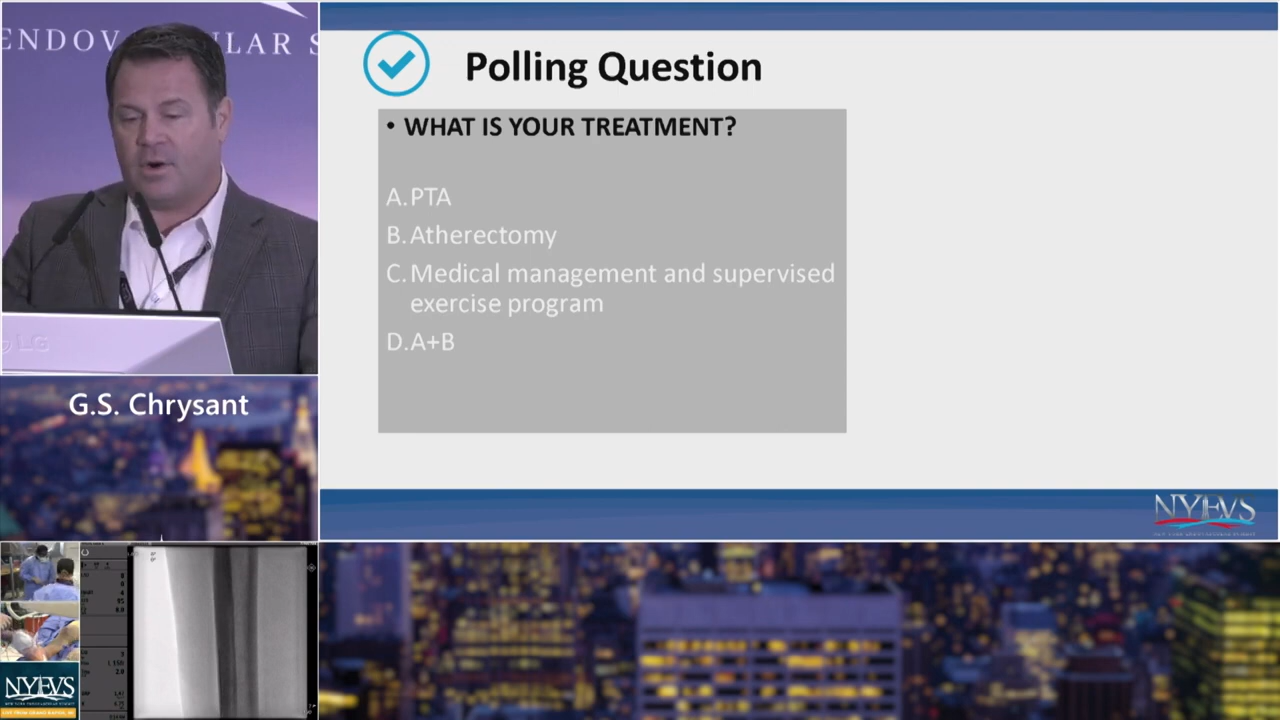 ENDOV
ULAR S
LG
G.S. Chrysant
Polling Question
• WHAT IS YOUR TREATMENT?
A. PTA
B. Atherectomy
C. Medical management and supervised
exercise program
D. A+B
NYEVS
NYEVS